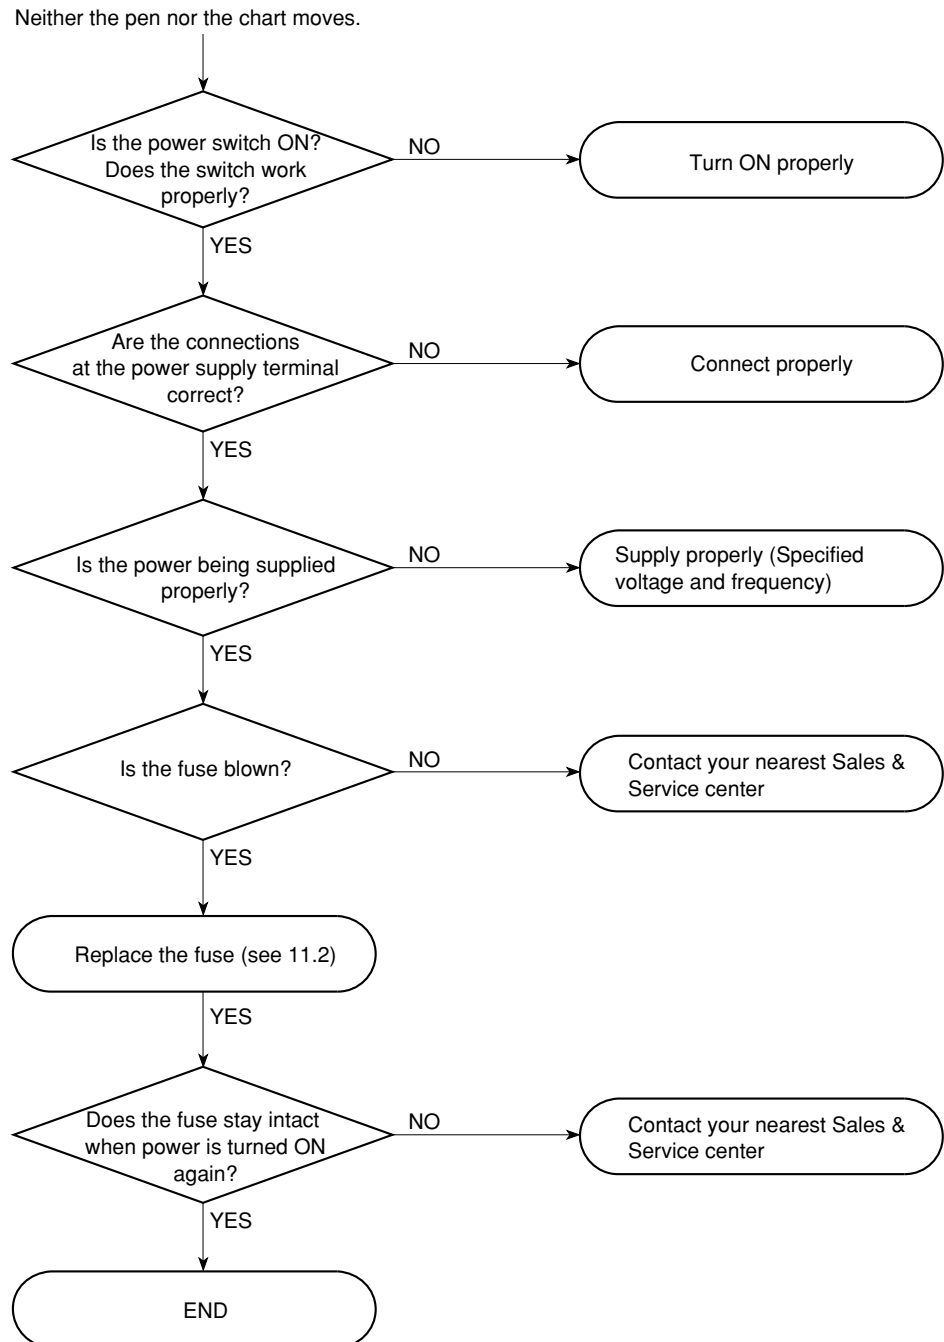 Neither the pen nor the chart moves.
Is the power switch ON?
Does the switch work
properly?
NO
Turn ON properly
YES
Are the connections
at the power supply terminal
correct?
NO
Connect properly
YES
Is the power being supplied
properly?
NO
Supply properly (Specified
voltage and frequency)
YES
Is the fuse blown?
NO
Contact your nearest Sales &
Service center
YES
Replace the fuse (see 11.2)
YES
Does the fuse stay intact
when power is turned ON
again?
NO
Contact your nearest Sales &
Service center
YES
END